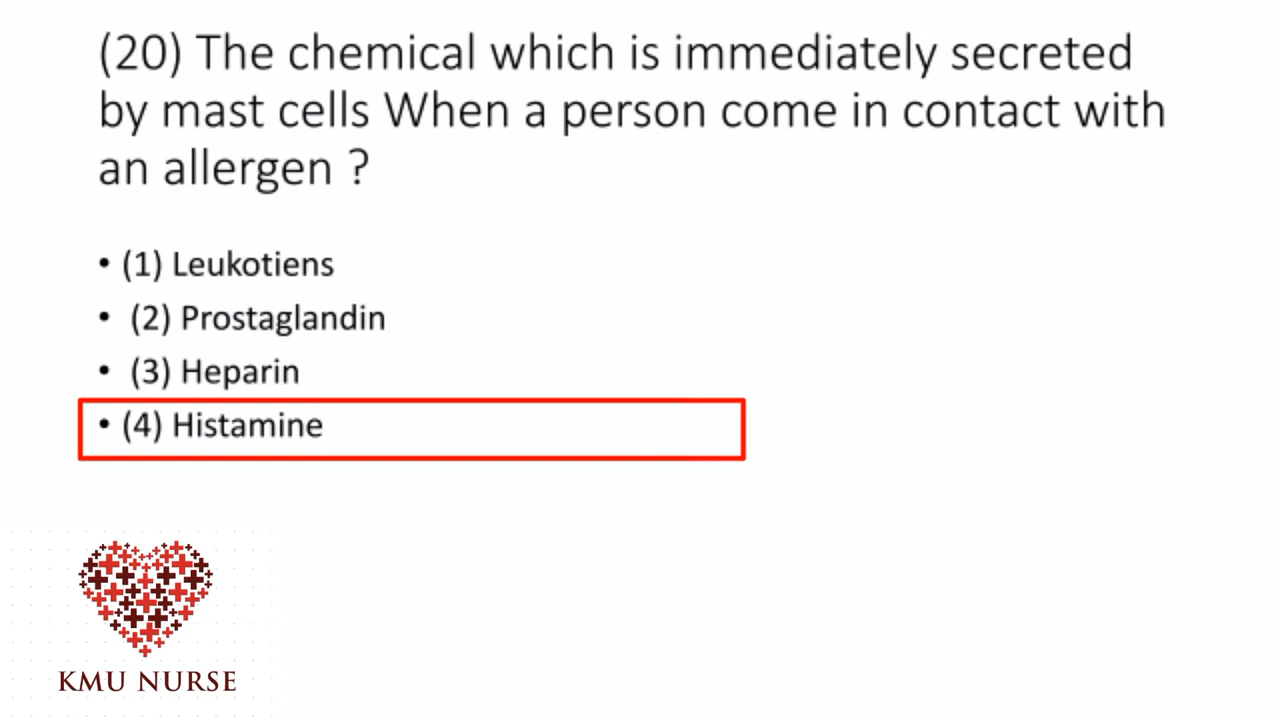 (20) The chemical which is immediately secreted
by mast cells When a person come in contact with
an allergen ?
• (1) Leukotiens
• (2) Prostaglandin
• (3) Heparin
• (4) Histamine
KMU NURSE